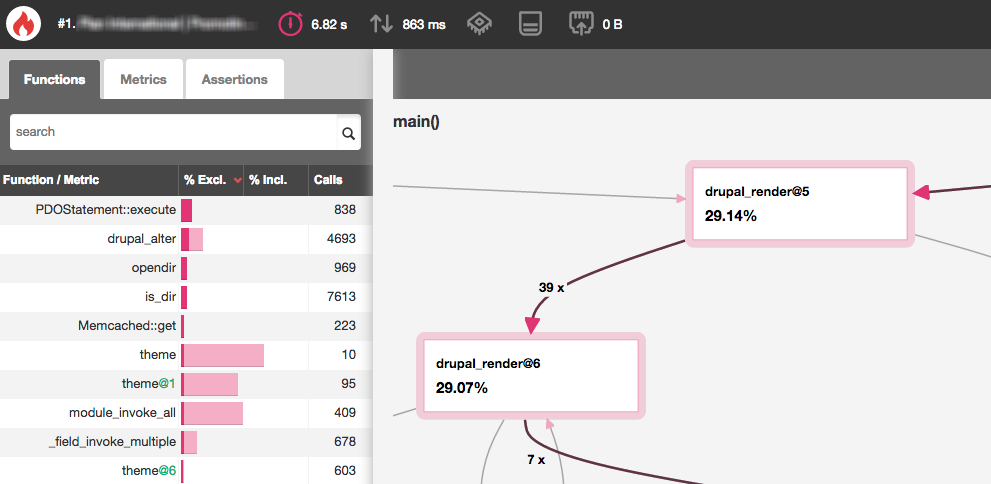 #1. 6.82 s 863 ms 0 B
Functions Metrics Assertions
search
main()
Function / Metric % Excl. % Incl. Calls
PDOStatement::execute 838
drupal_alter 4693
opendir 969
is_dir 7613
Memcached::get 223
theme 10
theme@1 95
module_invoke_all 409
_field_invoke_multiple 678
theme@6 603
drupal_render@5
29.14%
39 x
drupal_render@6
29.07%
7 x